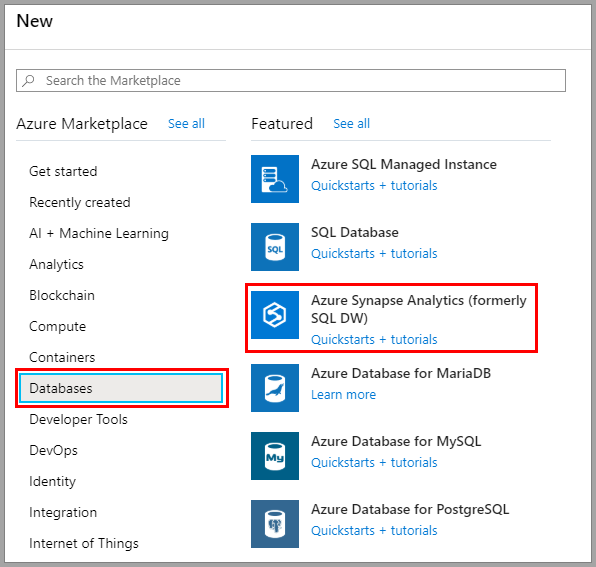 New
Search the Marketplace
Azure Marketplace See all
Get started
Recently created
AI + Machine Learning
Analytics
Blockchain
Compute
Containers
Databases
Developer Tools
DevOps
Identity
Integration
Internet of Things
Featured See all
Azure SQL Managed Instance
Quickstarts + tutorials
SQL
SQL Database
Quickstarts + tutorials
Azure Synapse Analytics (formerly
SQL DW)
Quickstarts + tutorials
Azure Database for MariaDB
Learn more
My
Azure Database for MySQL
Quickstarts + tutorials
Azure Database for PostgreSQL
Quickstarts + tutorials